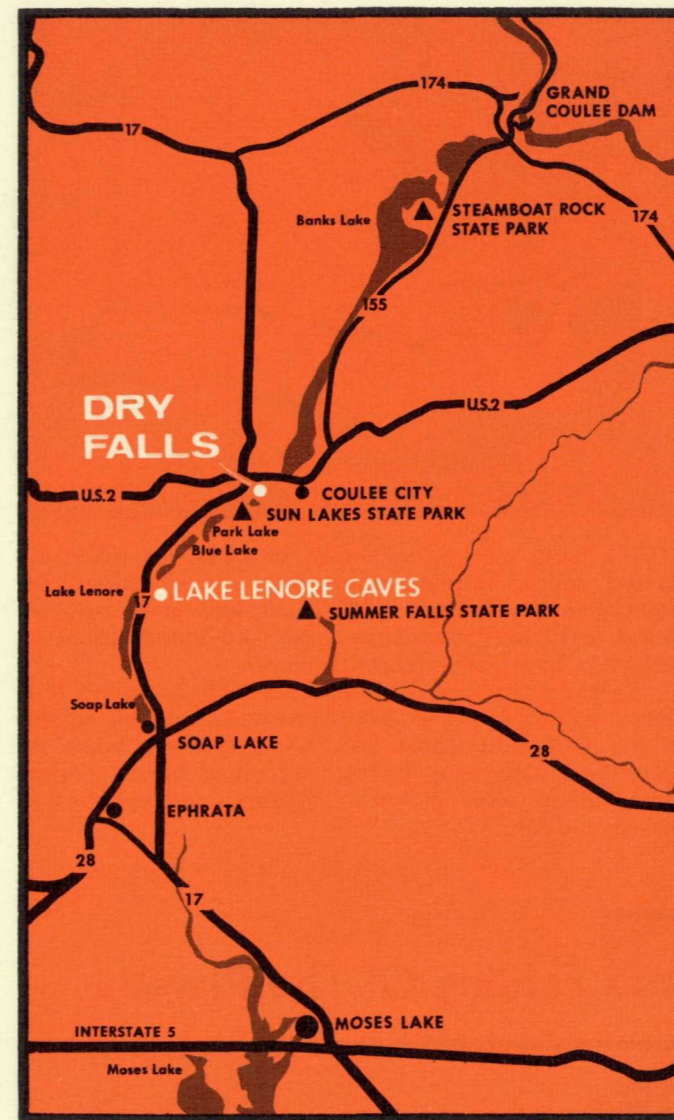 174
GRAND
COULEE DAM
17
Banks Lake
STEAMBOAT ROCK
STATE PARK
174
155
DRY
FALLS
U.S.2
U.S.2
COULEE CITY
SUN LAKES STATE PARK
Park Lake
Blue Lake
Lake Lenore
17
LAKE LENORE CAVES
SUMMER FALLS STATE PARK
Soap Lake
SOAP LAKE
28
EPHRATA
28
17
MOSES LAKE
INTERSTATE 5
Moses Lake